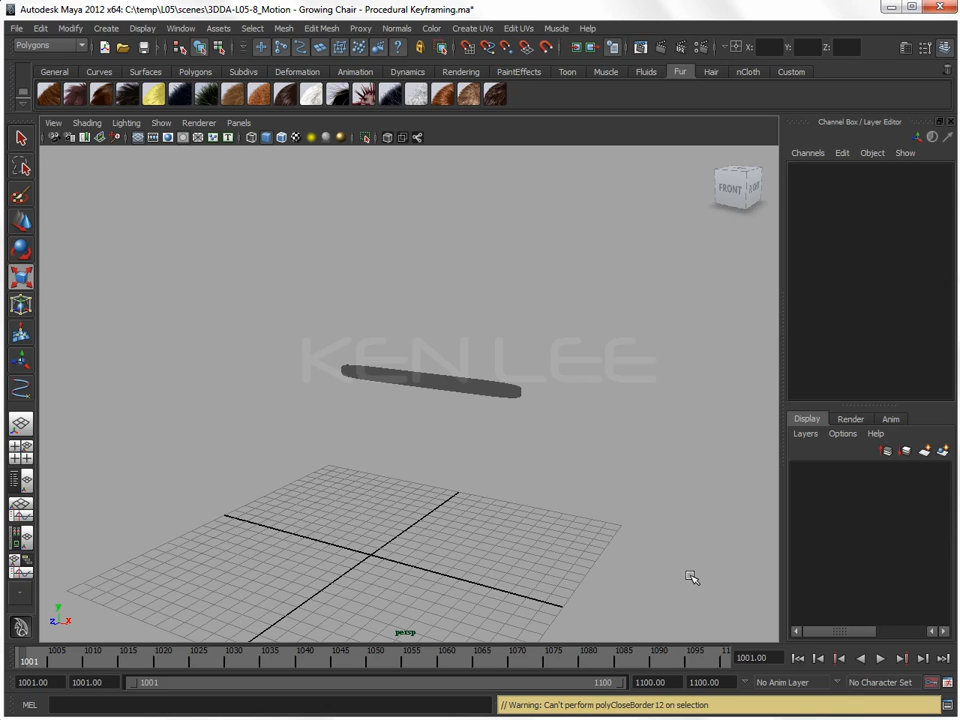 Autodesk Maya 2012 x64: C:\temp\L05\scenes\3DDA-L05-8_Motion - Growing Chair - Procedural Keyframing.ma*
File Edit Modify Create Display Window Assets Select Mesh Edit Mesh Proxy Normals Color Create UVs Edit UVs Muscle Help
Polygons
X: Y: Z:
General Curves Surfaces Polygons Subdivs Deformation Animation Dynamics Rendering PaintEffects Toon Muscle Fluids Fur Hair nCloth Custom
View Shading Lighting Show Renderer Panels
Channel Box / Layer Editor
Channels Edit Object Show
FRONT
KEN LEE
Display Render Anim
Layers Options Help
y
z x
persp
1001 1005 1010 1015 1020 1025 1030 1035 1040 1045 1050 1055 1060 1065 1070 1075 1080 1085 1090 1095 11
1001.00
1001.00 1001.00 1001 1100 1100.00 1100.00 No Anim Layer No Character Set
MEL // Warning: Can't perform polyCloseBorder12 on selection